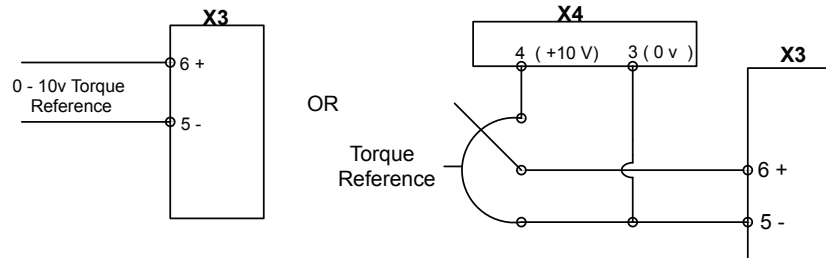 X3
6 +
0 - 10v Torque
Reference
5 -
OR
X4
4 ( +10 V) 3 ( 0 v )
X3
Torque
Reference
6 +
5 -